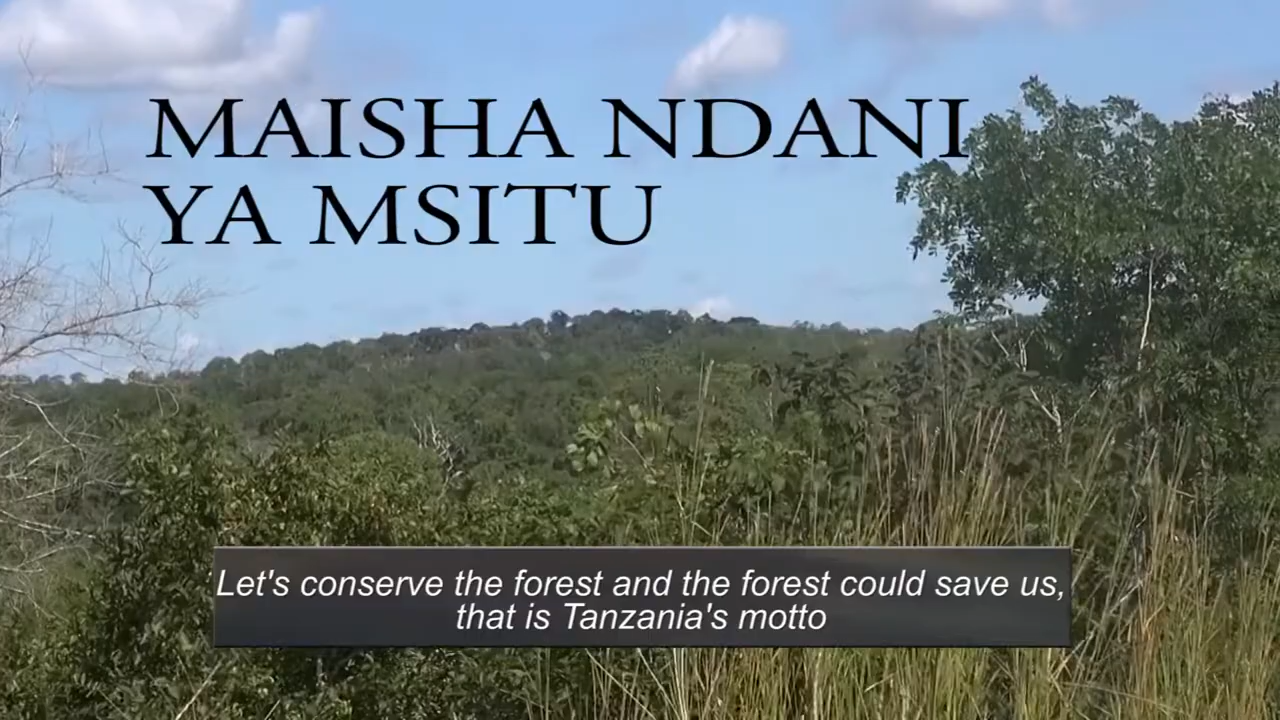 MAISHA NDANI
YA MSITU
Let's conserve the forest and the forest could save us,
that is Tanzania's motto